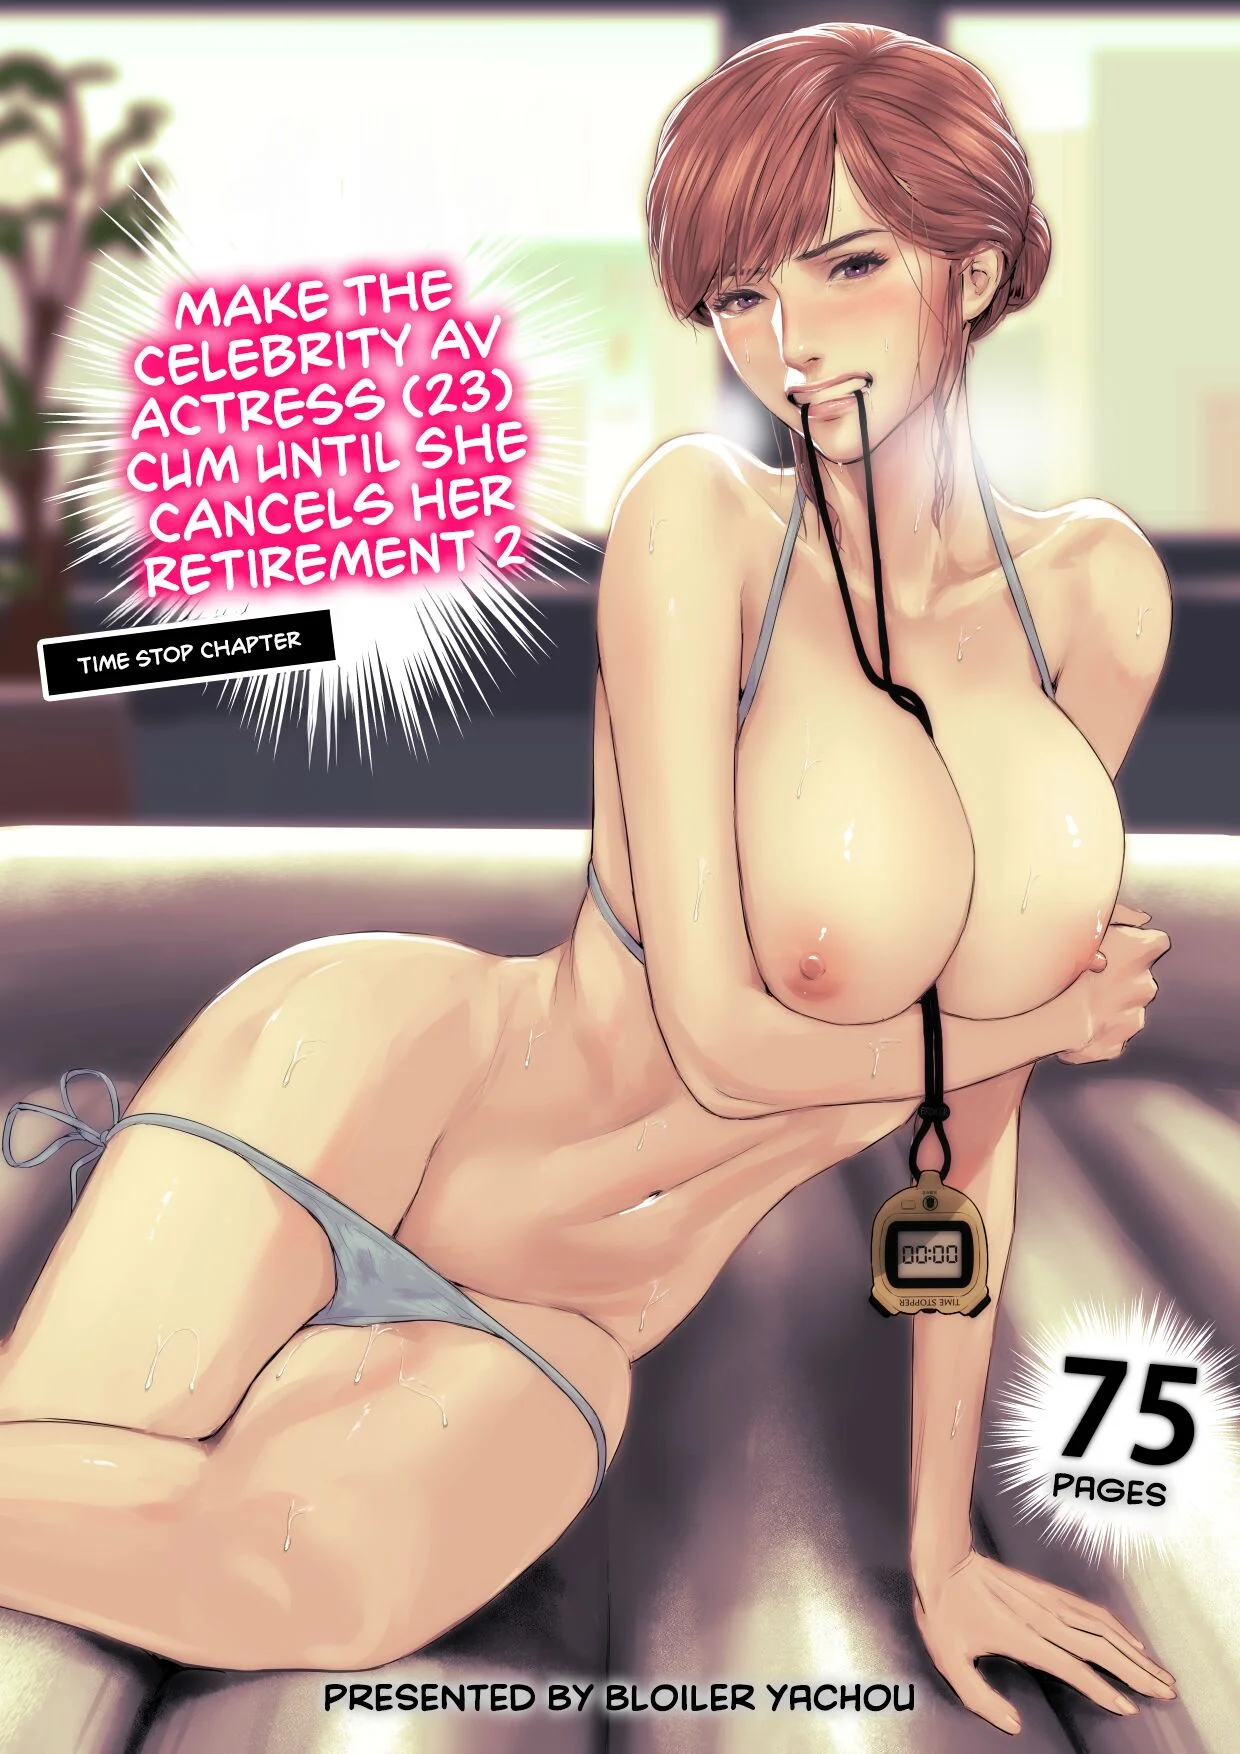 MAKE THE
CELEBRITY AV
ACTRESS (23)
CUM UNTIL SHE
CANCELS HER
RETIREMENT 2
TIME STOP CHAPTER
00:00
TIME STOPPER
75
PAGES
PRESENTED BY BLOILER YACHOU